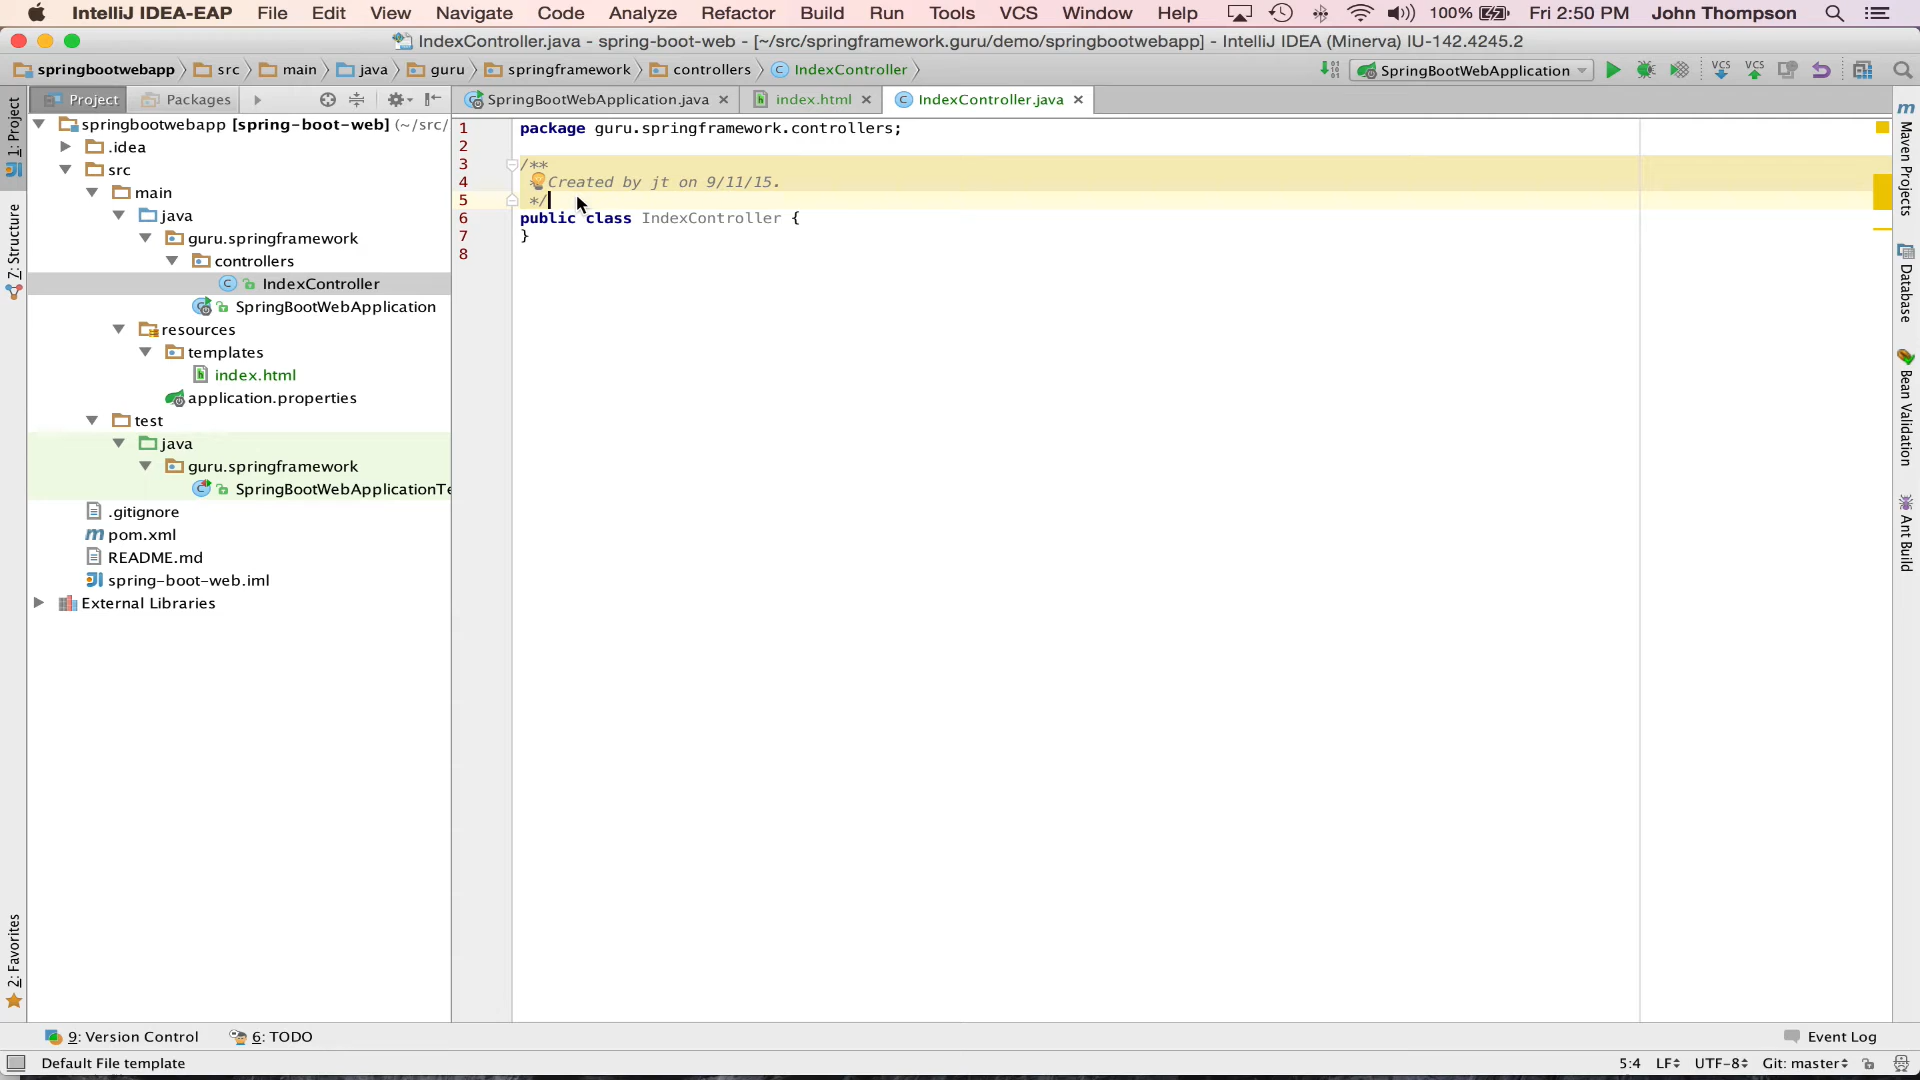 IntelliJ IDEA-EAP File Edit View Navigate Code Analyze Refactor Build Run Tools VCS Window Help 100% Fri 2:50 PM John Thompson
IndexController.java - spring-boot-web - [~/src/springframework.guru/demo/springbootwebapp] - IntelliJ IDEA (Minerva) IU-142.4245.2
springbootwebapp src main java guru springframework controllers IndexController SpringBootWebApplication VCS VCS
Project Packages SpringBootWebApplication.java index.html IndexController.java
springbootwebapp [spring-boot-web] (~/src/
.idea
src
main
java
guru.springframework
controllers
IndexController
SpringBootWebApplication
resources
templates
index.html
application.properties
test
java
guru.springframework
SpringBootWebApplicationTe
.gitignore
pom.xml
README.md
spring-boot-web.iml
External Libraries
1 package guru.springframework.controllers;
2
3 /**
4 * Created by jt on 9/11/15.
5 */
6 public class IndexController {
7 }
8
1: Project
Z: Structure
2: Favorites
Maven Projects
Database
Bean Validation
Ant Build
9: Version Control 6: TODO Event Log
Default File template 5:4 LF UTF-8 Git: master